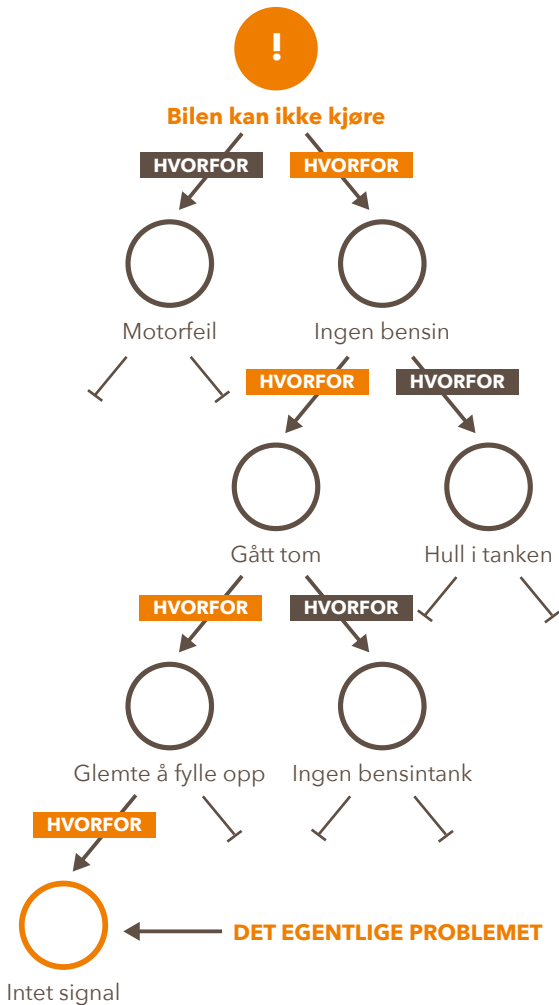 !
Bilen kan ikke kjøre
HVORFOR
HVORFOR
Motorfeil
Ingen bensin
HVORFOR
HVORFOR
Gått tom
Hull i tanken
HVORFOR
HVORFOR
Glemte å fylle opp
Ingen bensintank
HVORFOR
DET EGENTLIGE PROBLEMET
Intet signal